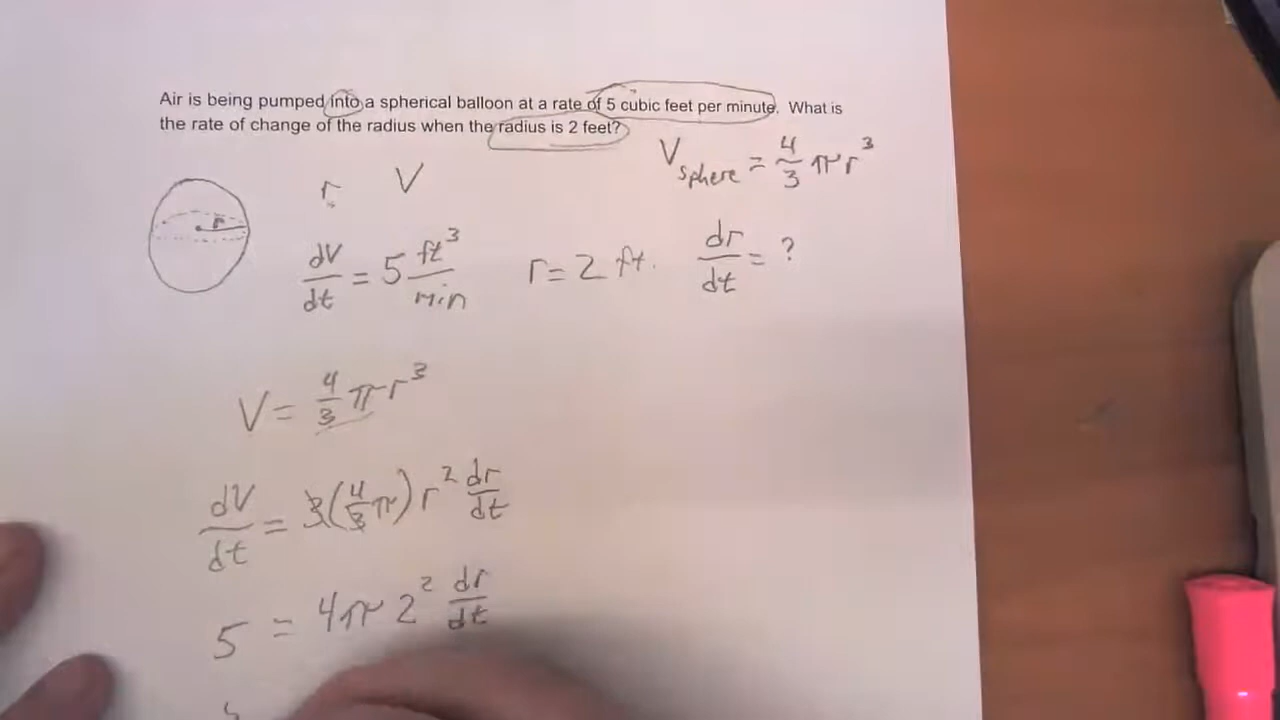 Air is being pumped into a spherical balloon at a rate of 5 cubic feet per minute. What is
the rate of change of the radius when the radius is 2 feet?
V sphere = 4/3 πr³
r V
r
dV/dt = 5 ft³/min r = 2 ft. dr/dt = ?
V = 4/3 πr³
dV/dt = 3(4/3 π) r² dr/dt
5 = 4π 2² dr/dt